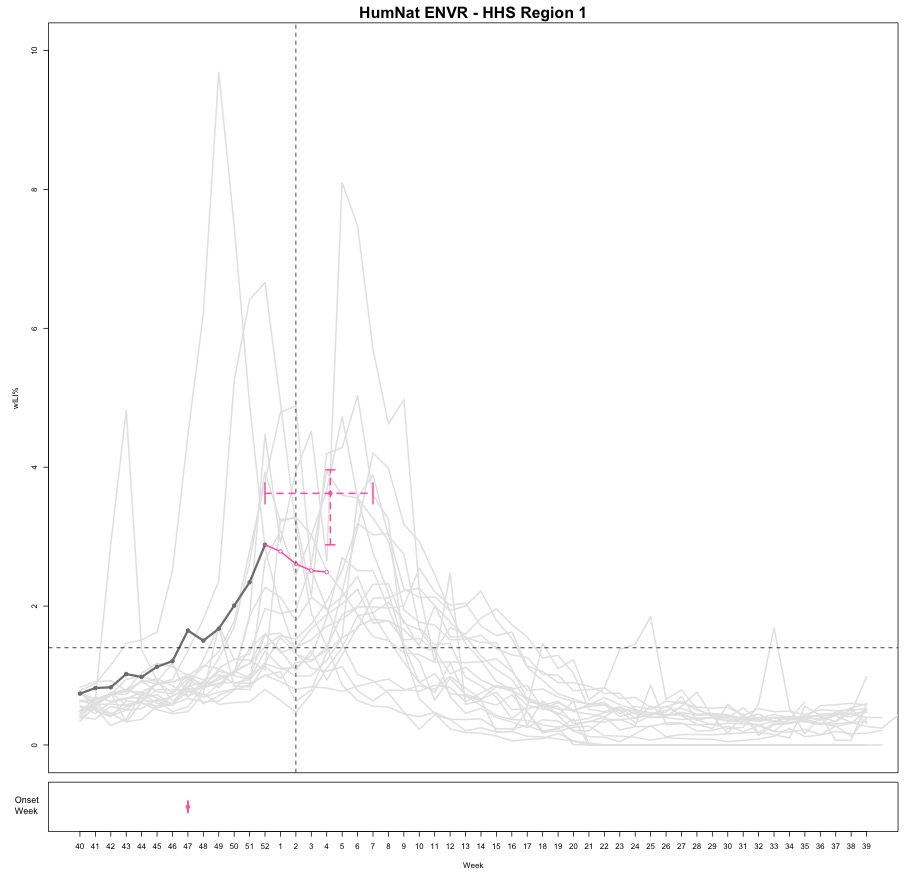 HumNat ENVR - HHS Region 1
10
8
6
4
2
0
wILI%
Onset
Week
40 41 42 43 44 45 46 47 48 49 50 51 52 1 2 3 4 5 6 7 8 9 10 11 12 13 14 15 16 17 18 19 20 21 22 23 24 25 26 27 28 29 30 31 32 33 34 35 36 37 38 39
Week